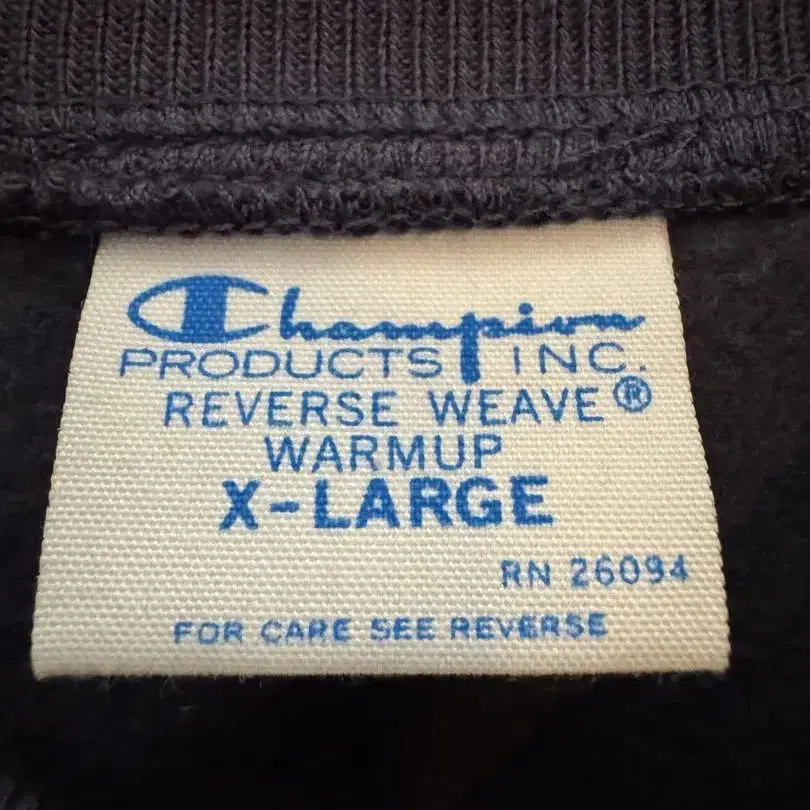 Champion
PRODUCTS INC.
REVERSE WEAVE®
WARMUP
X-LARGE
RN 26094
FOR CARE SEE REVERSE